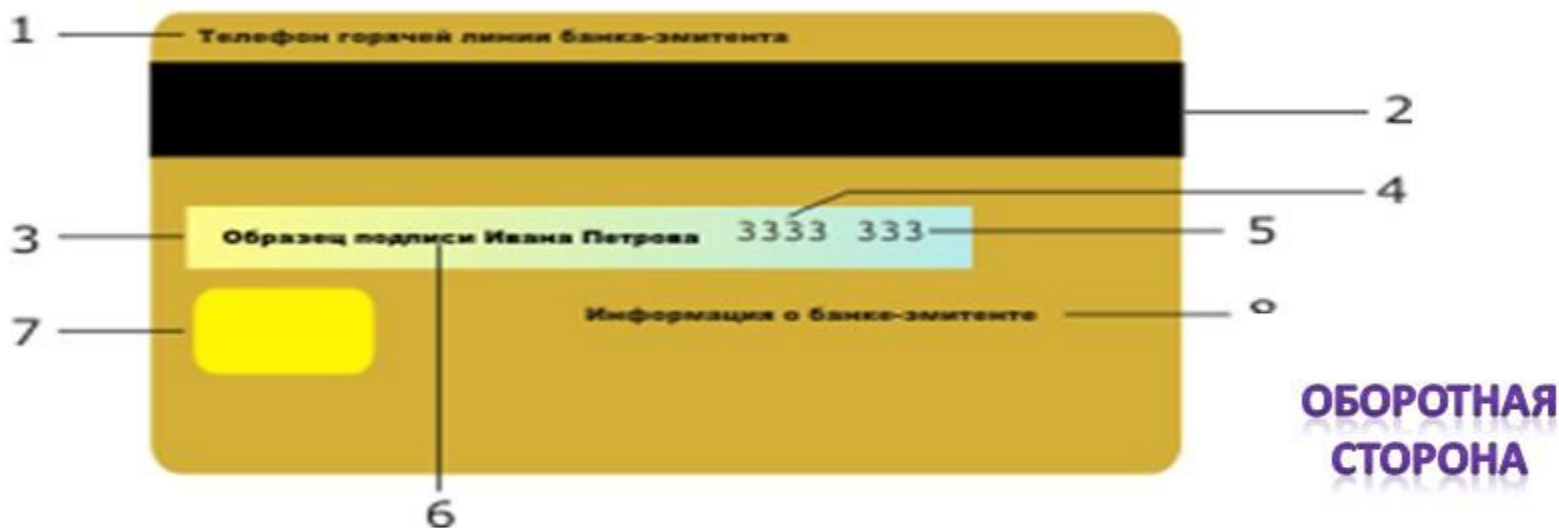 1 Телефон горячей линии банка-эмитента
2
4
3 Образец подписи Ивана Петрова 3333 333 5
7 Информация о банке-эмитенте
6
ОБОРОТНАЯ
СТОРОНА